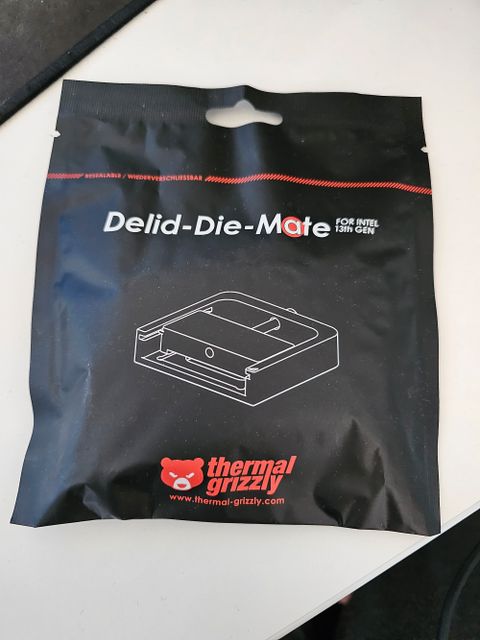 RESEALABLE / WIEDERVERSCHLIESSBAR
Delid-Die-Mate FOR INTEL
13th GEN
thermal
grizzly
www.thermal-grizzly.com